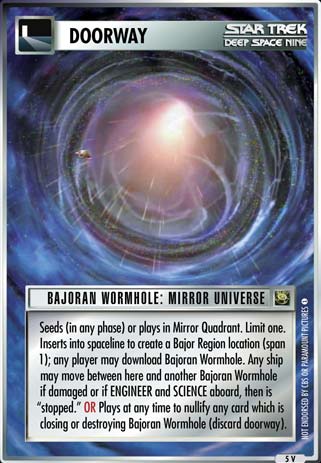 DOORWAY
STAR TREK
DEEP SPACE NINE
BAJORAN WORMHOLE: MIRROR UNIVERSE
Seeds (in any phase) or plays in Mirror Quadrant. Limit one.
Inserts into spaceline to create a Bajor Region location (span
1); any player may download Bajoran Wormhole. Any ship
may move between here and another Bajoran Wormhole
if damaged or if ENGINEER and SCIENCE aboard, then is
"stopped." OR Plays at any time to nullify any card which is
closing or destroying Bajoran Wormhole (discard doorway).
NOT ENDORSED BY CBS OR PARAMOUNT PICTURES
5 V